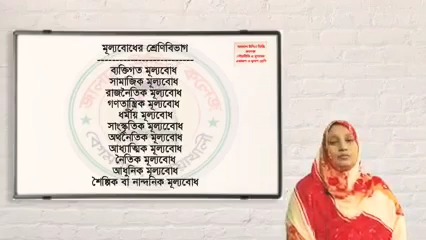 মূল্যবোধের শ্রেণিবিভাগ
ব্যক্তিগত মূল্যবোধ
সামাজিক মূল্যবোধ
রাজনৈতিক মূল্যবোধ
গণতান্ত্রিক মূল্যবোধ
ধর্মীয় মূল্যবোধ
সাংস্কৃতিক মূল্যবোধ
অর্থনৈতিক মূল্যবোধ
আধ্যাত্মিক মূল্যবোধ
নৈতিক মূল্যবোধ
আধুনিক মূল্যবোধ
শৈল্পিক বা নান্দনিক মূল্যবোধ